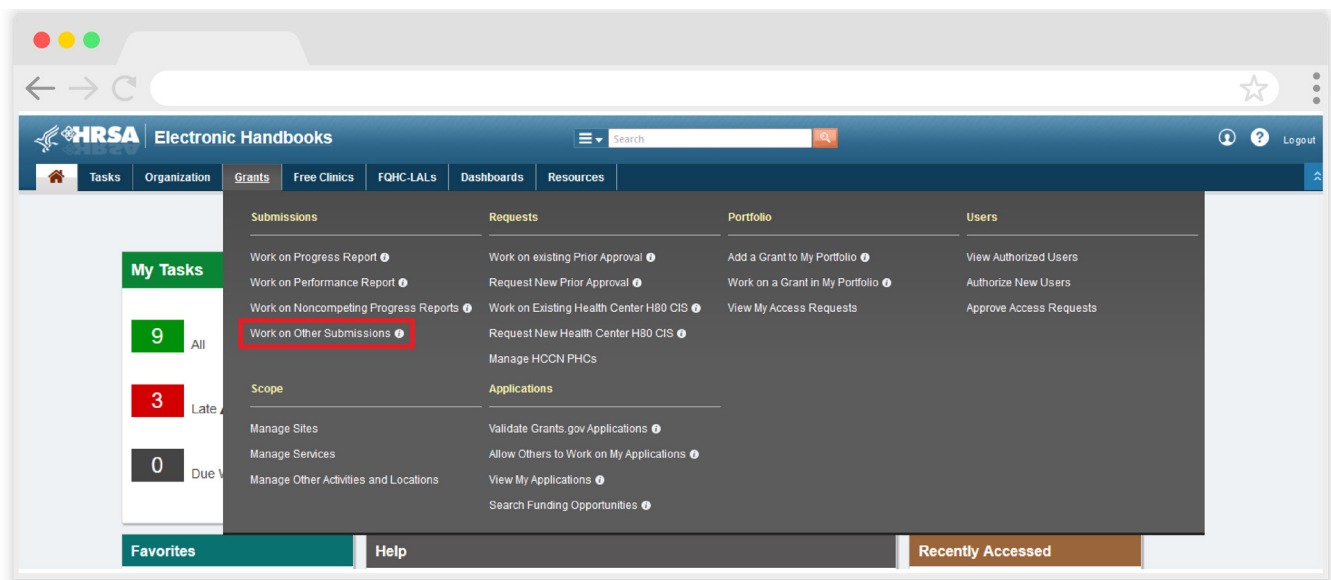 HRSA Electronic Handbooks
Search
Logout
Tasks Organization Grants Free Clinics FQHC-LALs Dashboards Resources
Submissions
Work on Progress Report
Work on Performance Report
Work on Noncompeting Progress Reports
Work on Other Submissions
Requests
Work on existing Prior Approval
Request New Prior Approval
Work on Existing Health Center H80 CIS
Request New Health Center H80 CIS
Manage HCCN PHCs
Portfolio
Add a Grant to My Portfolio
Work on a Grant in My Portfolio
View My Access Requests
Users
View Authorized Users
Authorize New Users
Approve Access Requests
Scope
Manage Sites
Manage Services
Manage Other Activities and Locations
Applications
Validate Grants.gov Applications
Allow Others to Work on My Applications
View My Applications
Search Funding Opportunities
My Tasks
9 All
3 Late
0 Due
Favorites
Help
Recently Accessed